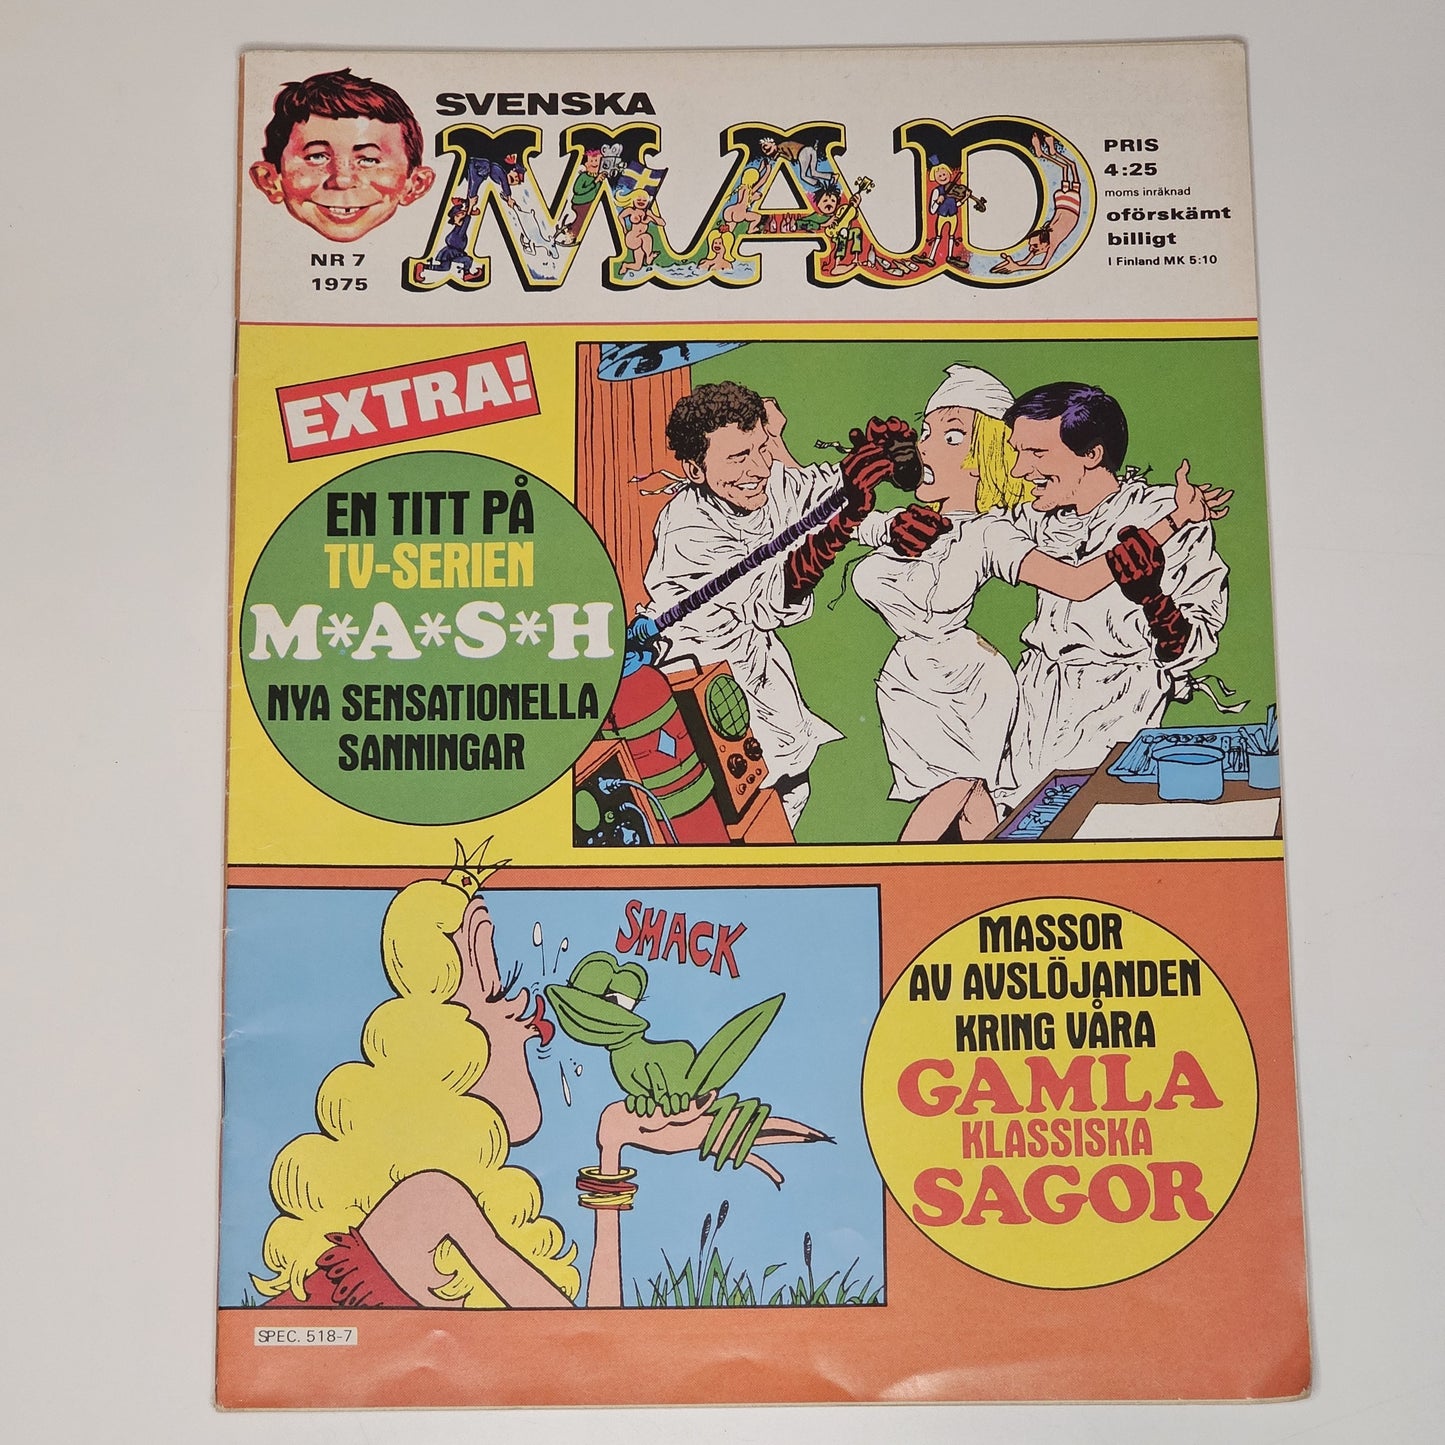 SVENSKA
MAD
NR 7
1975
PRIS
4:25
moms inräknad
oförskämt
billigt
I Finland MK 5:10
EXTRA!
EN TITT PÅ
TV-SERIEN
M*A*S*H
NYA SENSATIONELLA
SANNINGAR
SMACK
MASSOR
AV AVSLÖJANDEN
KRING VÅRA
GAMLA
KLASSISKA
SAGOR
SPEC. 518-7